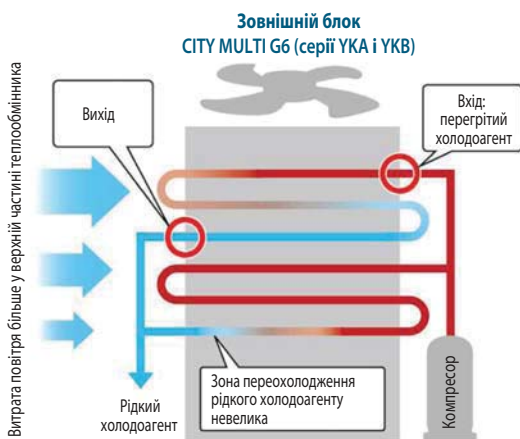 Зовнішній блок
CITY MULTI G6 (серії YKA і YKB)
Вихід
Вхід:
перегрітий
холодоагент
Витрата повітря більше у верхній частині теплообмінника
Зона переохолодження
рідкого холодоагенту
невелика
Рідкий
холодоагент
Компресор